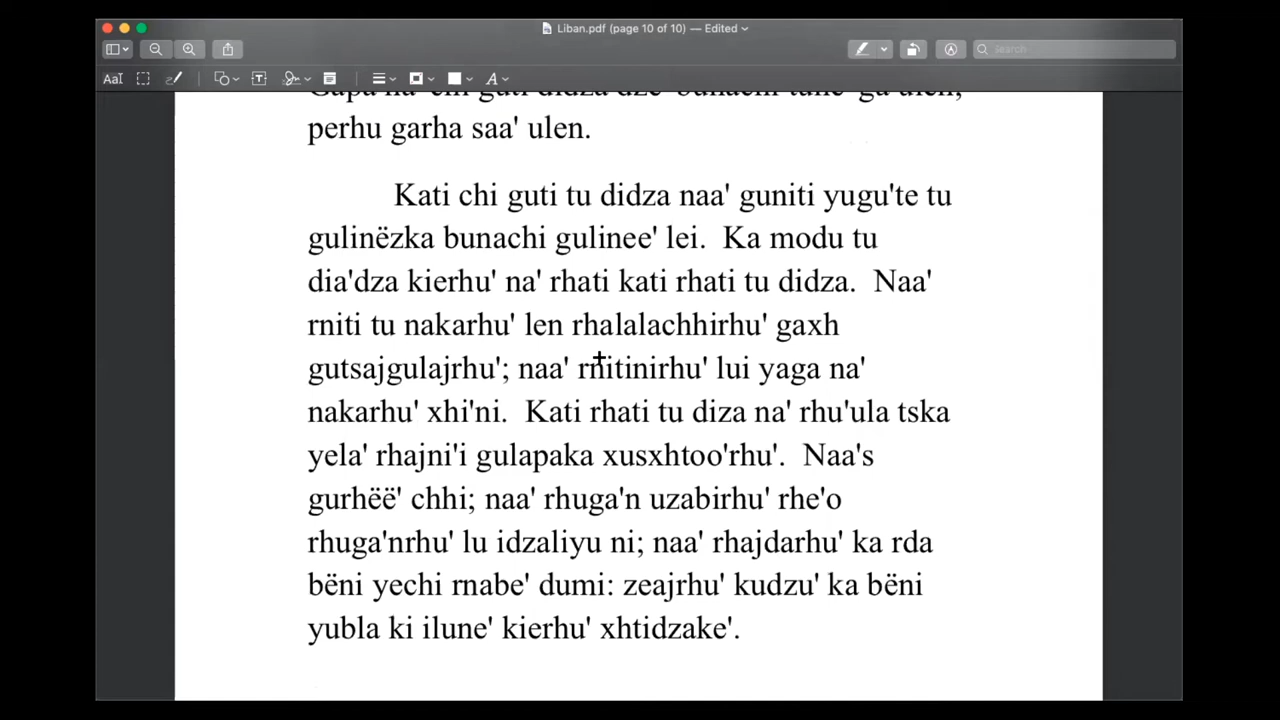 Liban.pdf (page 10 of 10) — Edited
Search
perhu garha saa' ulen.
Kati chi guti tu didza naa' guniti yugu'te tu
gulinëzka bunachi gulinee' lei.  Ka modu tu
dia'dza kierhu' na' rhati kati rhati tu didza.  Naa'
rniti tu nakarhu' len rhalalachhirhu' gaxh
gutsajgulajrhu'; naa' rnitinirhu' lui yaga na'
nakarhu' xhi'ni.  Kati rhati tu diza na' rhu'ula tska
yela' rhajni'i gulapaka xusxhtoo'rhu'.  Naa's
gurhëë' chhi; naa' rhuga'n uzabirhu' rhe'o
rhuga'nrhu' lu idzaliyu ni; naa' rhajdarhu' ka rda
bëni yechi rnabe' dumi: zeajrhu' kudzu' ka bëni
yubla ki ilune' kierhu' xhtidzake'.